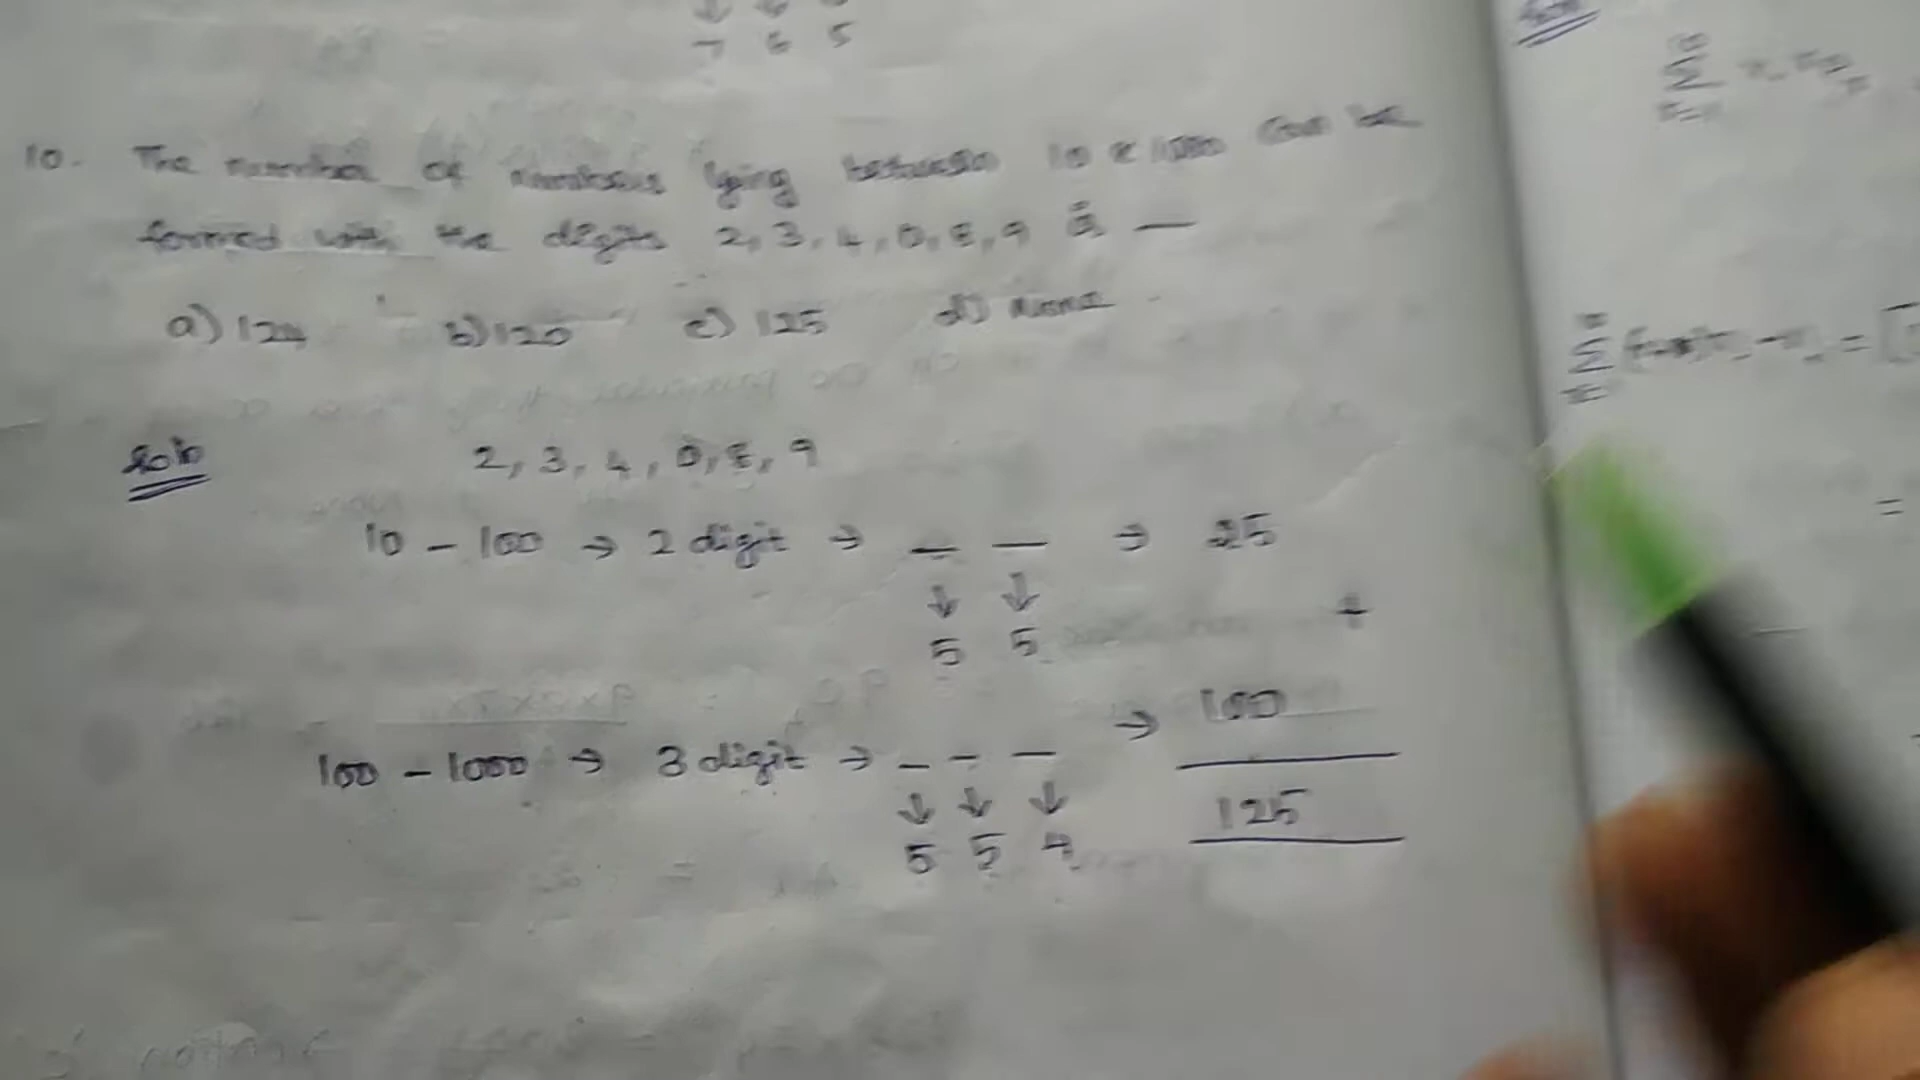 7 6 5
10. The number of numbers lying between 10 & 1000 can be
formed with the digits 2, 3, 4, 0, 8, 9 is —
a) 124 b) 120 c) 125 d) none
Soln
2, 3, 4, 0, 8, 9
10 - 100 → 2 digit → _ _ → 25
↓ ↓ +
5 5
100 - 1000 → 3 digit → _ _ _ → 100
↓ ↓ ↓
5 5 4
125